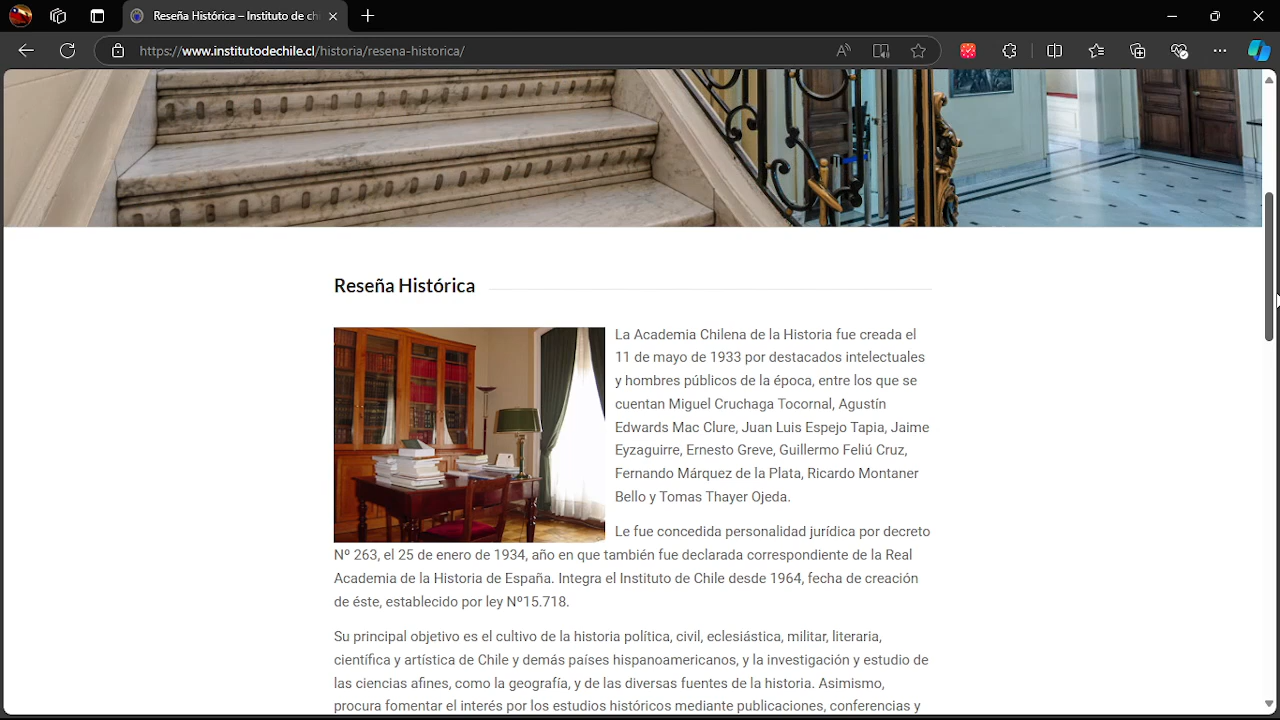 Reseña Histórica – Instituto de ch
https://www.institutodechile.cl/historia/resena-historica/
Reseña Histórica
La Academia Chilena de la Historia fue creada el
11 de mayo de 1933 por destacados intelectuales
y hombres públicos de la época, entre los que se
cuentan Miguel Cruchaga Tocornal, Agustín
Edwards Mac Clure, Juan Luis Espejo Tapia, Jaime
Eyzaguirre, Ernesto Greve, Guillermo Feliú Cruz,
Fernando Márquez de la Plata, Ricardo Montaner
Bello y Tomas Thayer Ojeda.
Le fue concedida personalidad jurídica por decreto
Nº 263, el 25 de enero de 1934, año en que también fue declarada correspondiente de la Real
Academia de la Historia de España. Integra el Instituto de Chile desde 1964, fecha de creación
de éste, establecido por ley Nº15.718.
Su principal objetivo es el cultivo de la historia política, civil, eclesiástica, militar, literaria,
científica y artística de Chile y demás países hispanoamericanos, y la investigación y estudio de
las ciencias afines, como la geografía, y de las diversas fuentes de la historia. Asimismo,
procura fomentar el interés por los estudios históricos mediante publicaciones, conferencias y